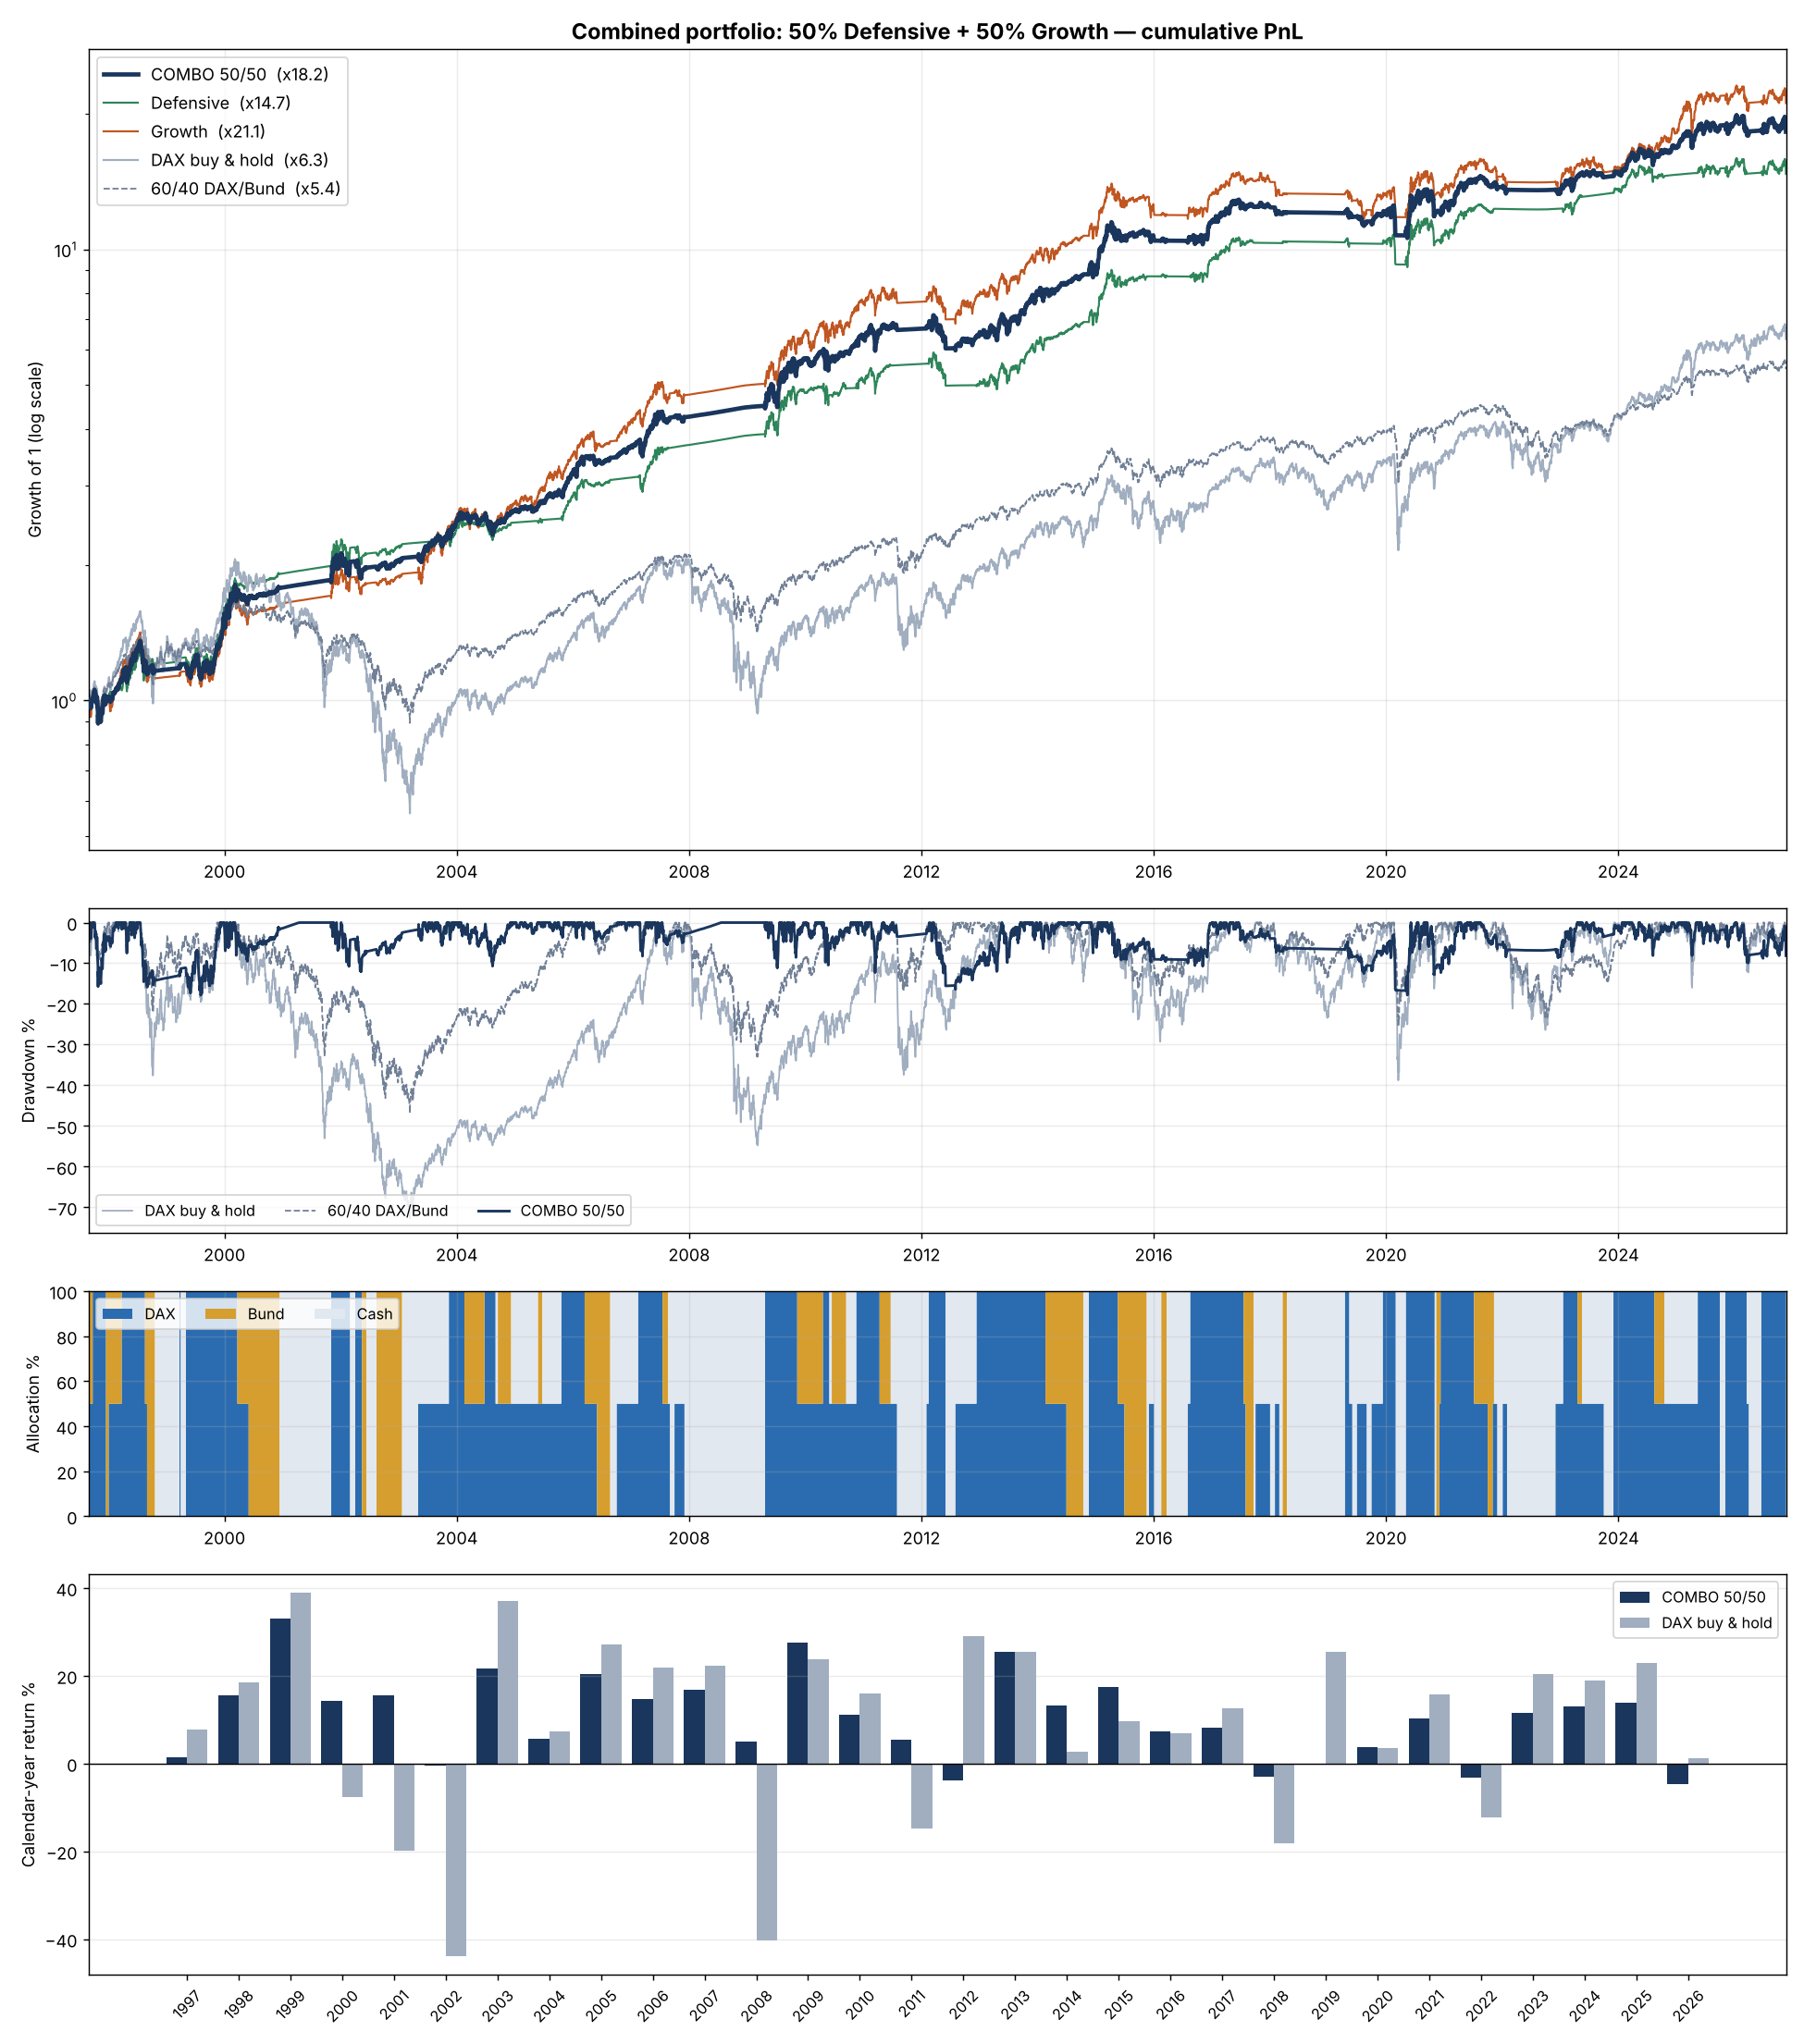 Combined portfolio: 50% Defensive + 50% Growth — cumulative PnL
COMBO 50/50 (x18.2)
Defensive (x14.7)
Growth (x21.1)
DAX buy & hold (x6.3)
60/40 DAX/Bund (x5.4)
Growth of 1 (log scale)
10¹
10⁰
2000 2004 2008 2012 2016 2020 2024
Drawdown %
0
−10
−20
−30
−40
−50
−60
−70
DAX buy & hold 60/40 DAX/Bund COMBO 50/50
2000 2004 2008 2012 2016 2020 2024
Allocation %
100
80
60
40
20
0
DAX Bund Cash
2000 2004 2008 2012 2016 2020 2024
Calendar-year return %
40
20
0
−20
−40
COMBO 50/50
DAX buy & hold
1997 1998 1999 2000 2001 2002 2003 2004 2005 2006 2007 2008 2009 2010 2011 2012 2013 2014 2015 2016 2017 2018 2019 2020 2021 2022 2023 2024 2025 2026